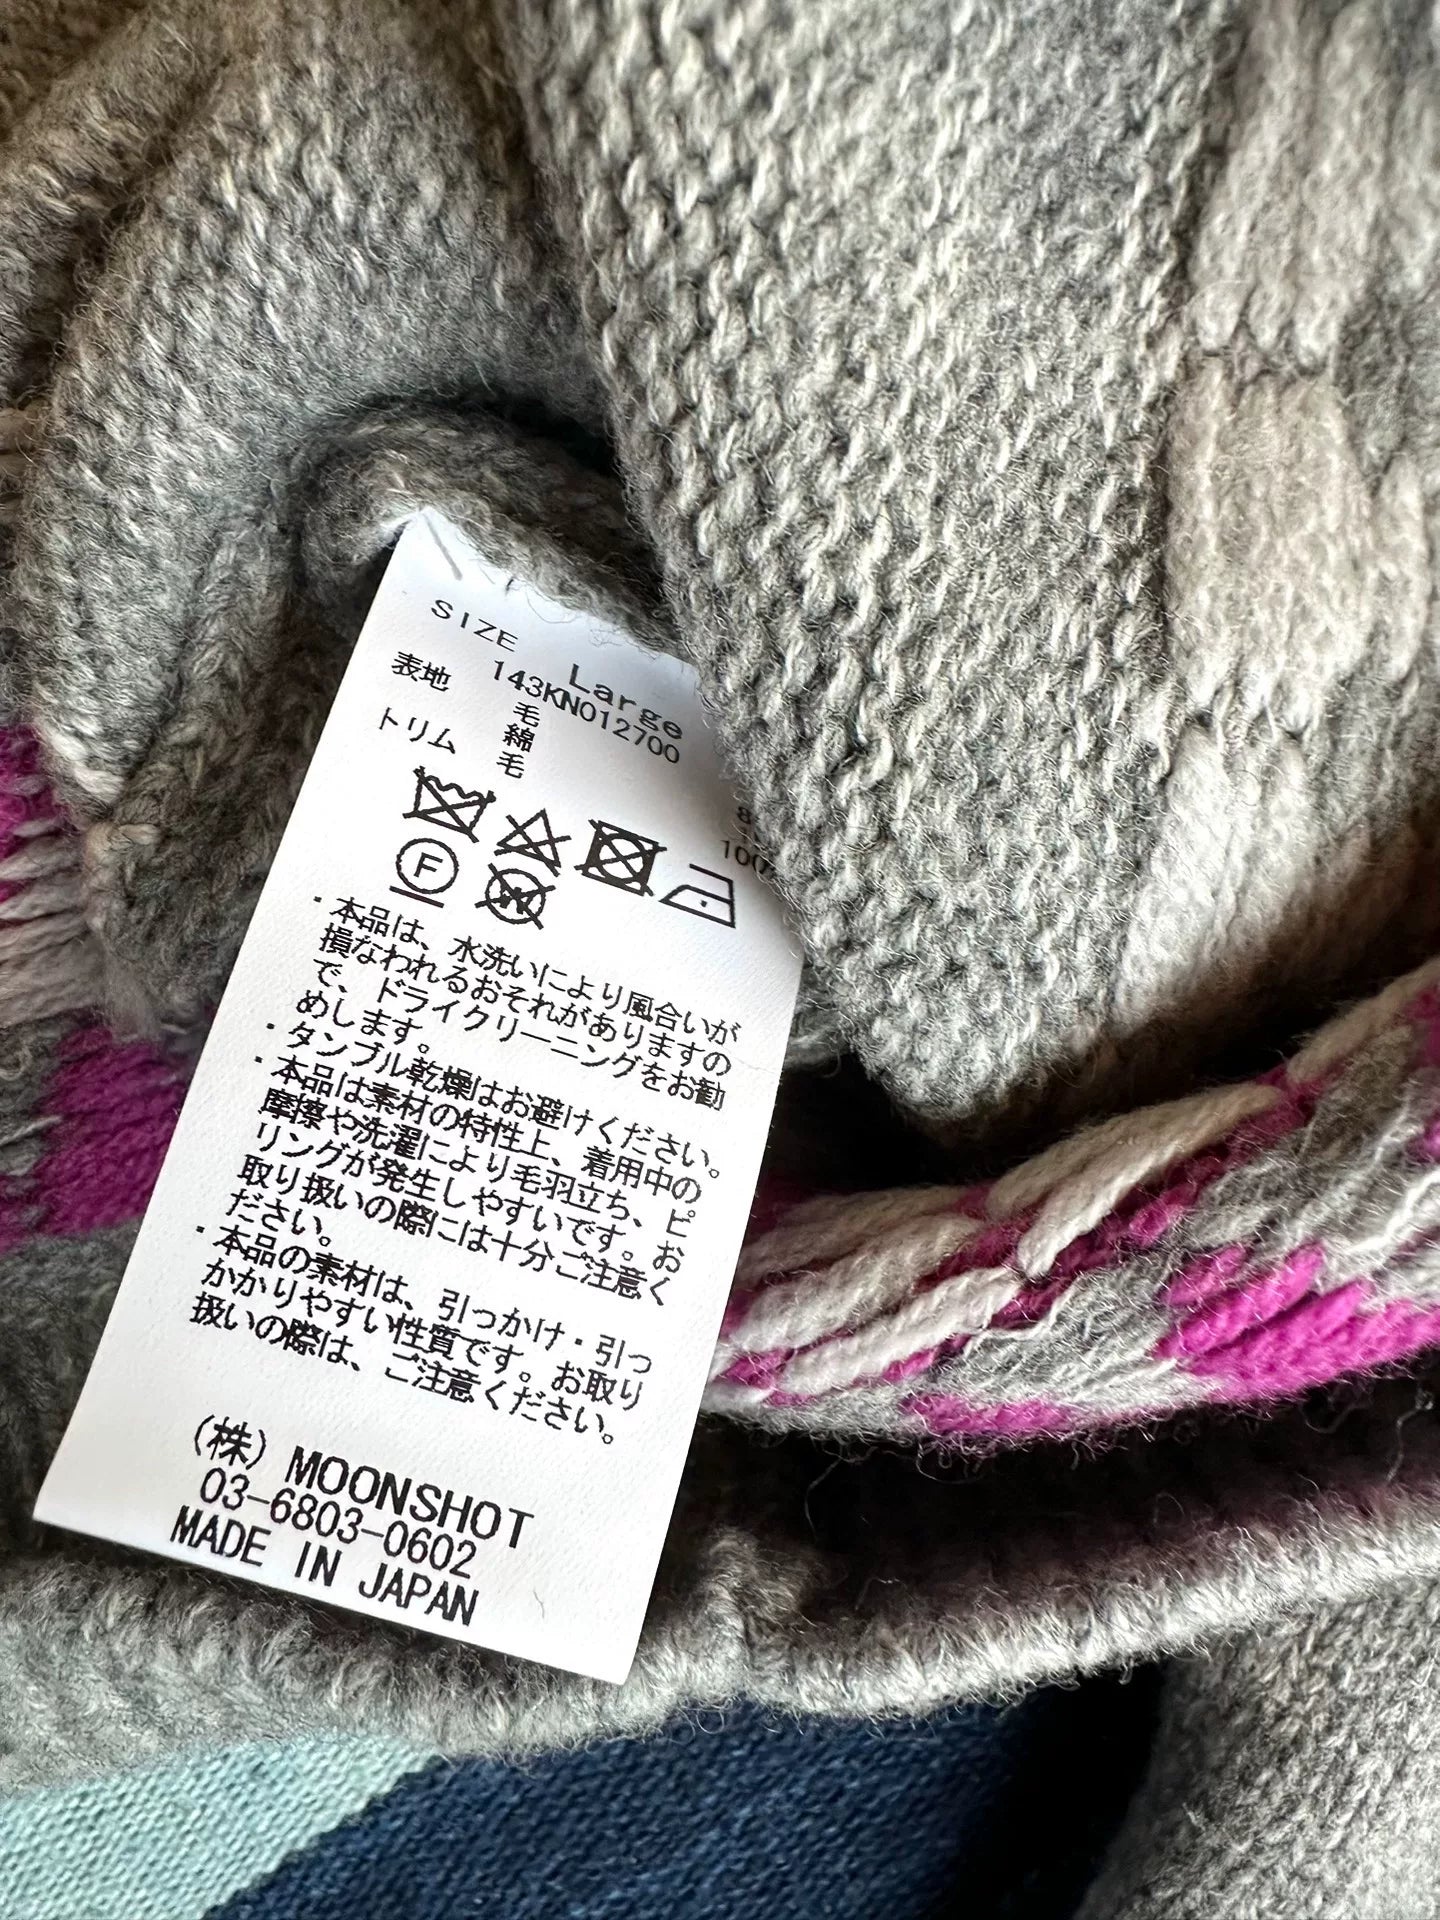 SIZE Large
143KN012700
表地 毛
綿
トリム 毛 100
F
・本品は、水洗いにより風合いが
損なわれるおそれがありますの
で、ドライクリーニングをお勧
めします。
・タンブル乾燥はお避けください。
・本品は素材の特性上、着用中の
摩擦や洗濯により毛羽立ち、ピ
リングが発生しやすいです。お
取り扱いの際には十分ご注意く
ださい。
・本品の素材は、引っかけ・引っ
かかりやすい性質です。お取り
扱いの際は、ご注意ください。
(株) MOONSHOT
03-6803-0602
MADE IN JAPAN